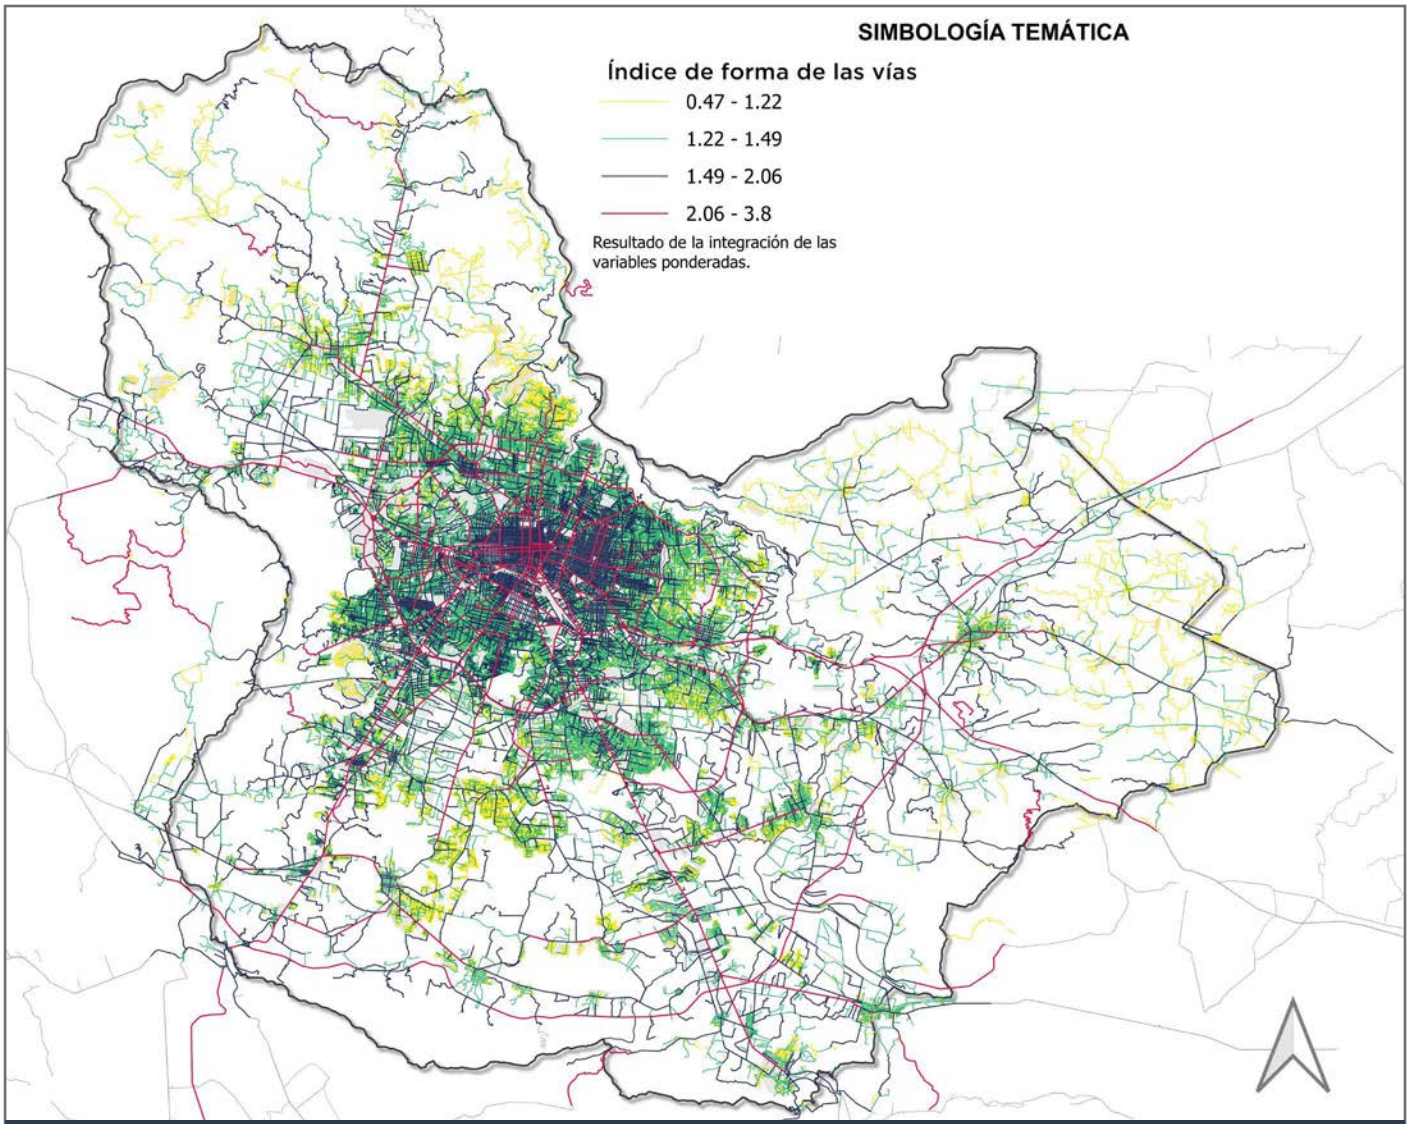 SIMBOLOGÍA TEMÁTICA
Índice de forma de las vías
0.47 - 1.22
1.22 - 1.49
1.49 - 2.06
2.06 - 3.8
Resultado de la integración de las
variables ponderadas.